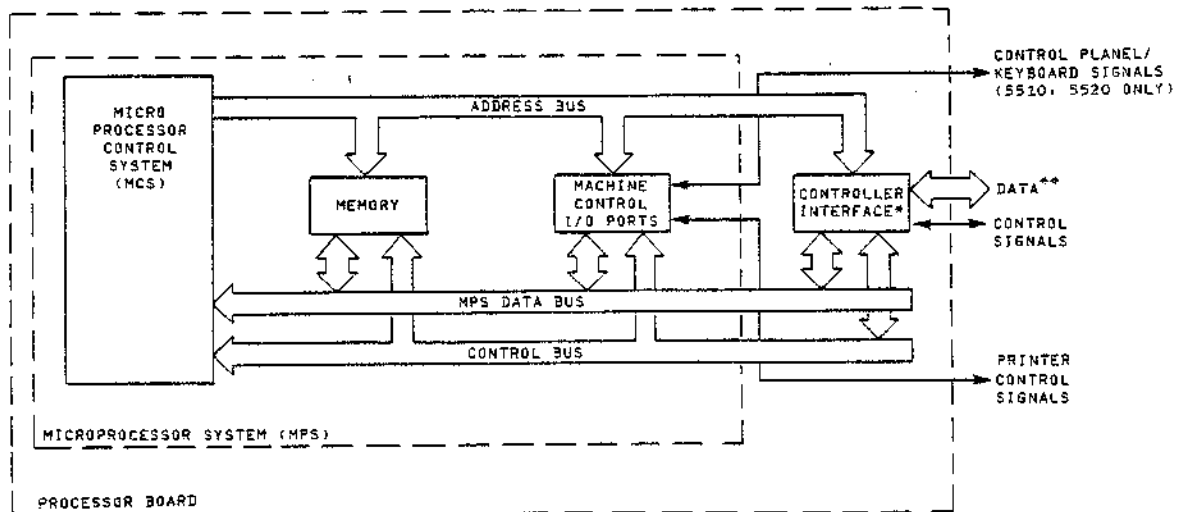 CONTROL PLANEL/
KEYBOARD SIGNALS
(5510, 5520 ONLY)
MICRO
PROCESSOR
CONTROL
SYSTEM
(MCS)
ADDRESS BUS
MEMORY
MACHINE
CONTROL
I/O PORTS
CONTROLLER
INTERFACE*
DATA**
CONTROL
SIGNALS
MPS DATA BUS
CONTROL BUS
PRINTER
CONTROL
SIGNALS
MICROPROCESSOR SYSTEM (MPS)
PROCESSOR BOARD